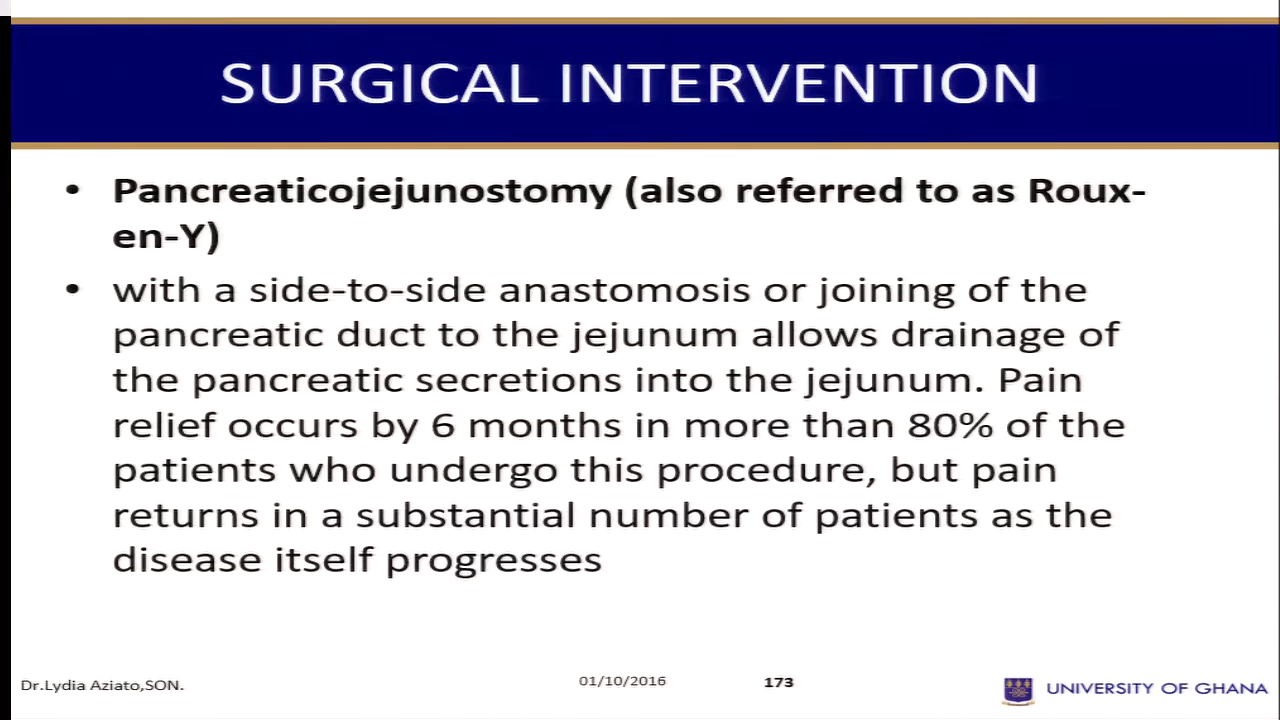 SURGICAL INTERVENTION
• Pancreaticojejunostomy (also referred to as Roux-
en-Y)
• with a side-to-side anastomosis or joining of the
pancreatic duct to the jejunum allows drainage of
the pancreatic secretions into the jejunum. Pain
relief occurs by 6 months in more than 80% of the
patients who undergo this procedure, but pain
returns in a substantial number of patients as the
disease itself progresses
Dr.Lydia Aziato,SON.
01/10/2016
173
UNIVERSITY OF GHANA